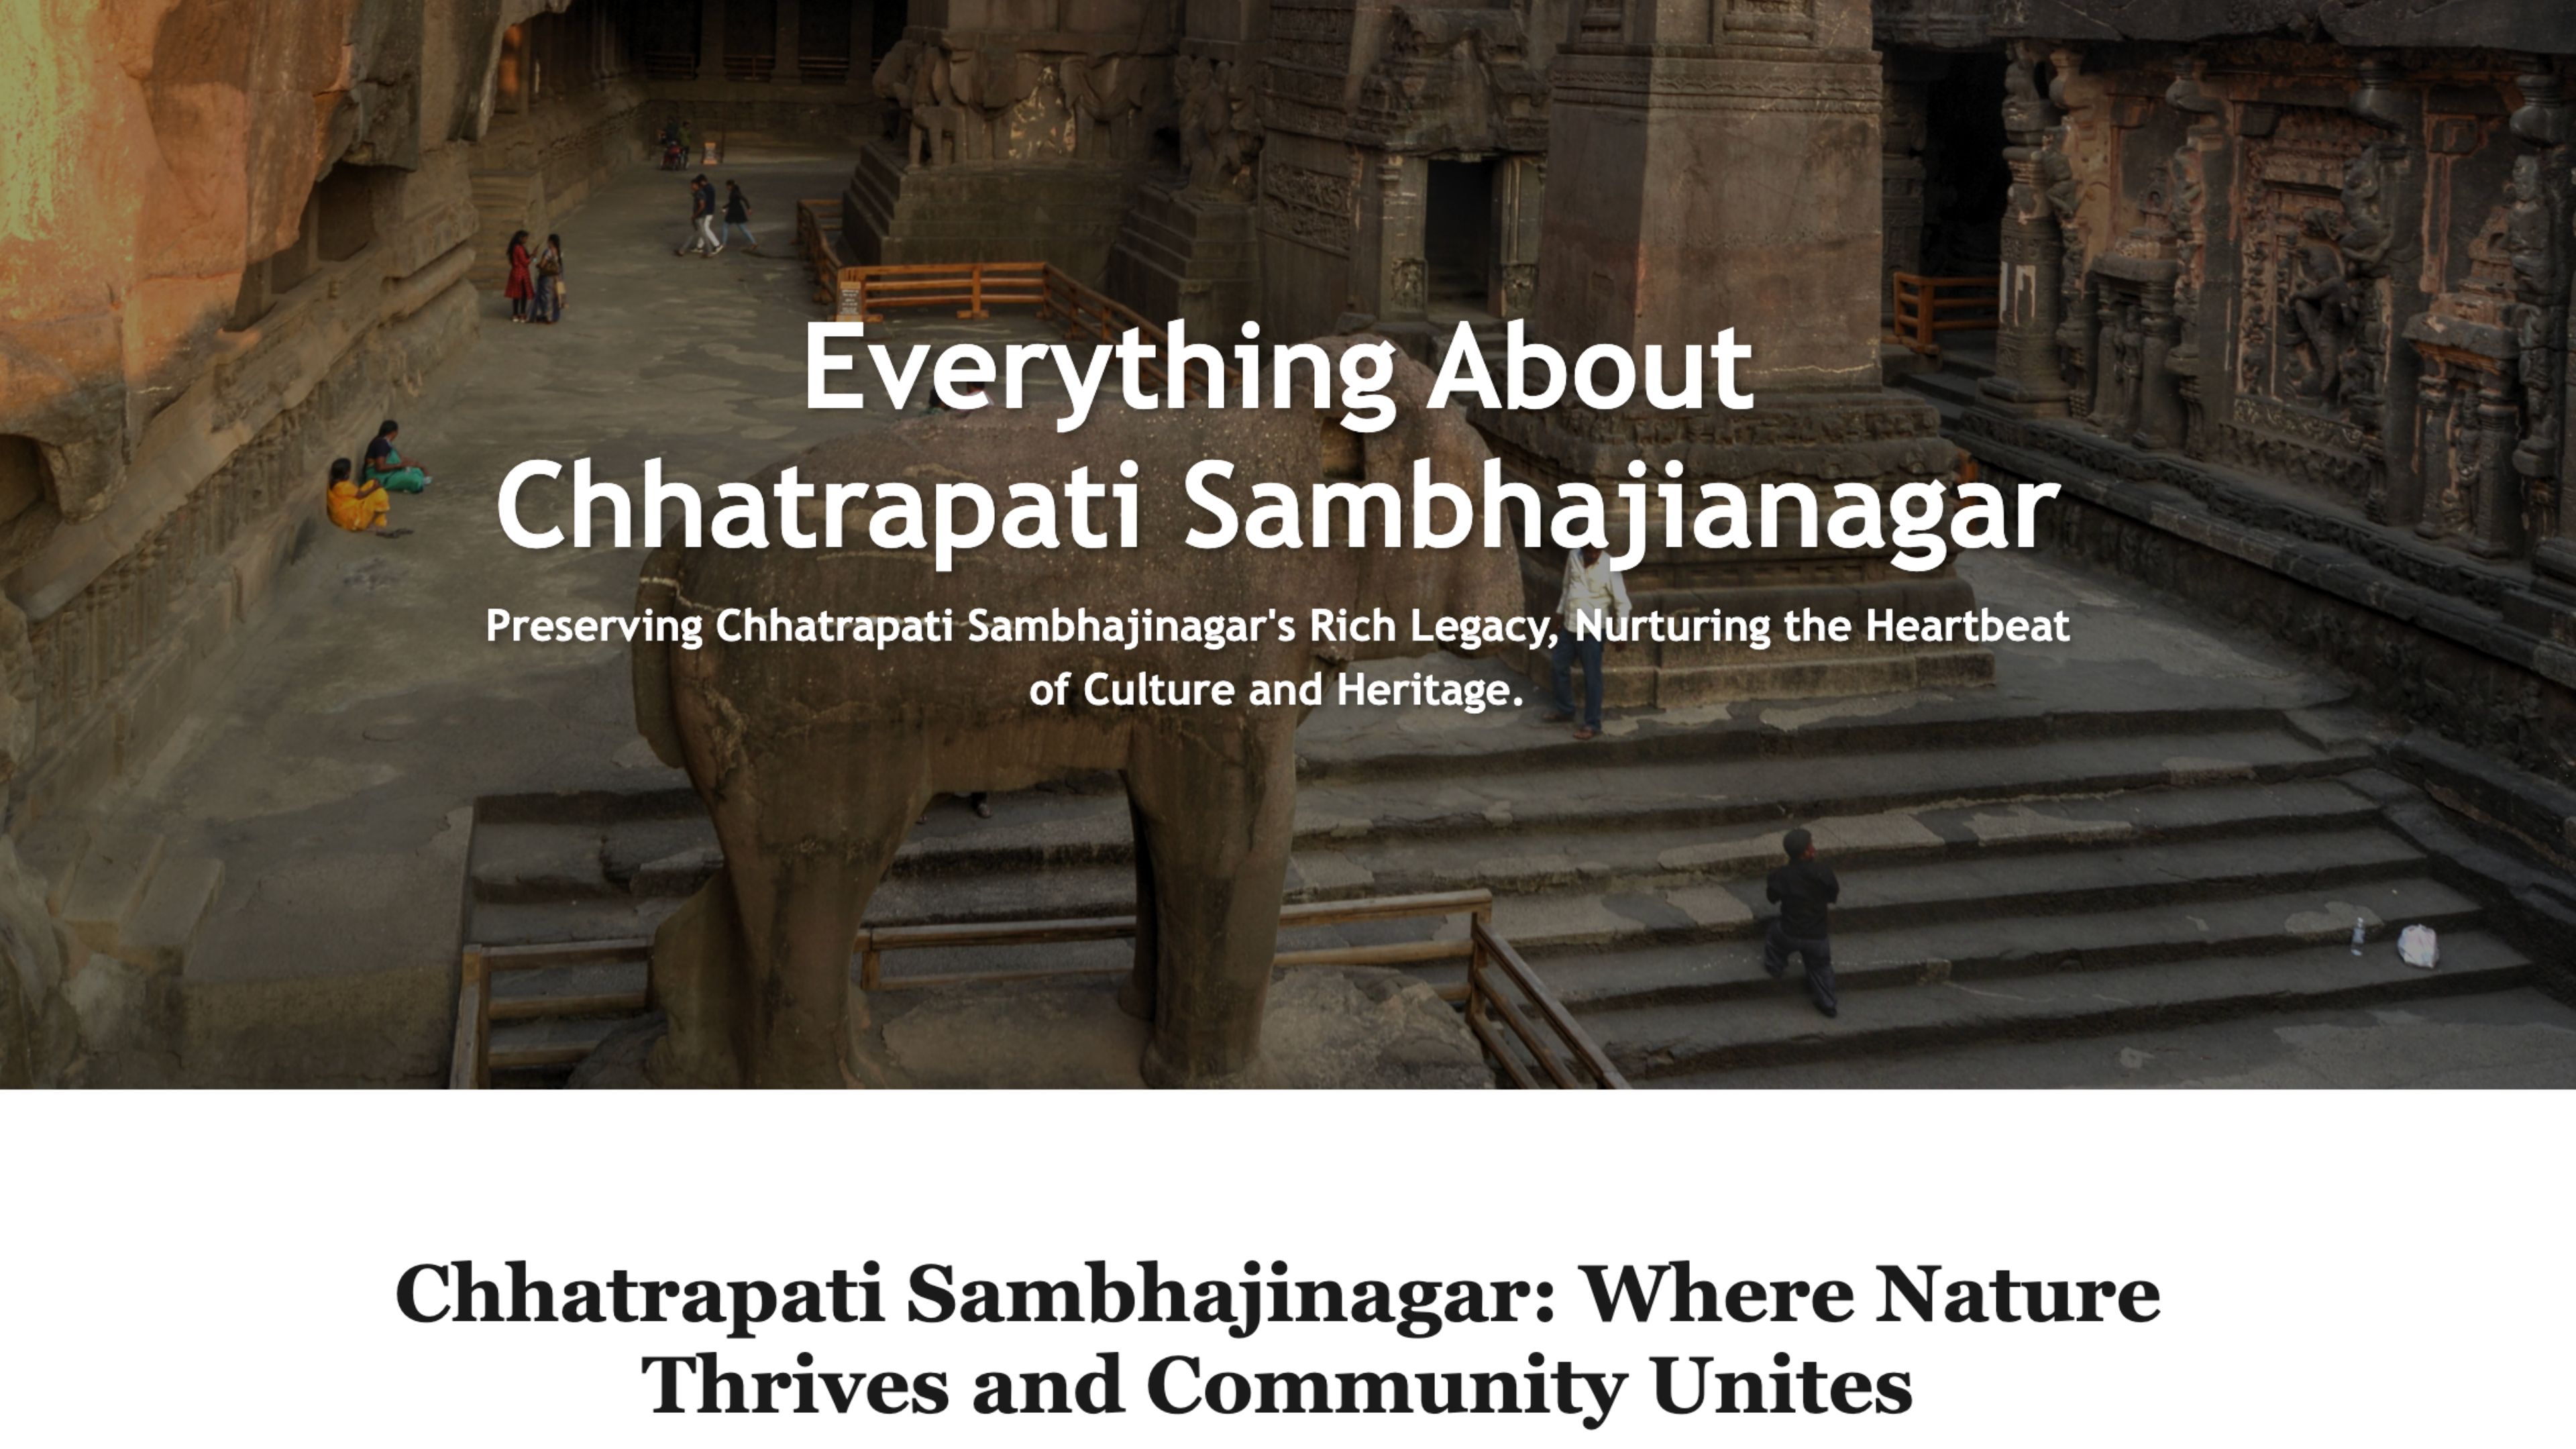 Everything About
Chhatrapati Sambhajianagar
Preserving Chhatrapati Sambhajinagar's Rich Legacy, Nurturing the Heartbeat
of Culture and Heritage.
Chhatrapati Sambhajinagar: Where Nature
Thrives and Community Unites